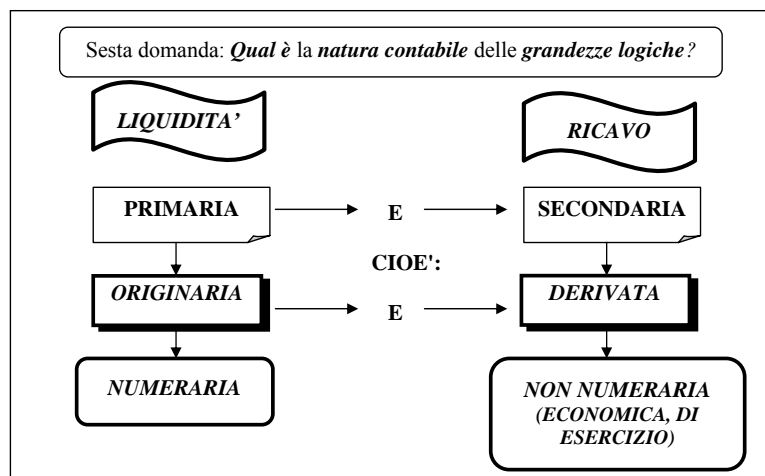 Sesta domanda: Qual è la natura contabile delle grandezze logiche?
LIQUIDITA’
RICAVO
PRIMARIA
E
SECONDARIA
CIOE':
ORIGINARIA
E
DERIVATA
NUMERARIA
NON NUMERARIA
(ECONOMICA, DI
ESERCIZIO)